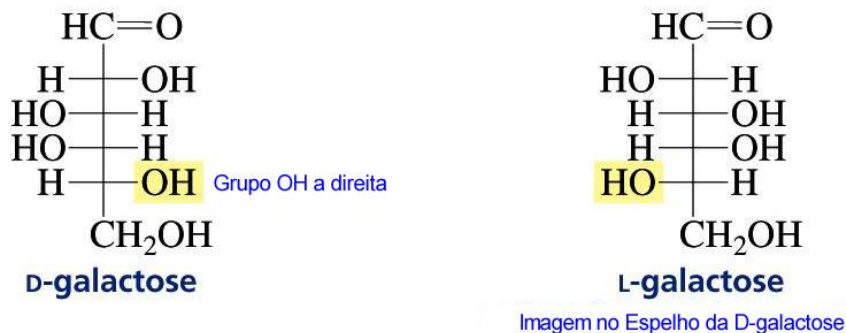 HC=O
H OH
HO H
HO H
H OH Grupo OH a direita
CH₂OH
D-galactose
HC=O
HO H
H OH
H OH
HO H
CH₂OH
L-galactose
Imagem no Espelho da D-galactose